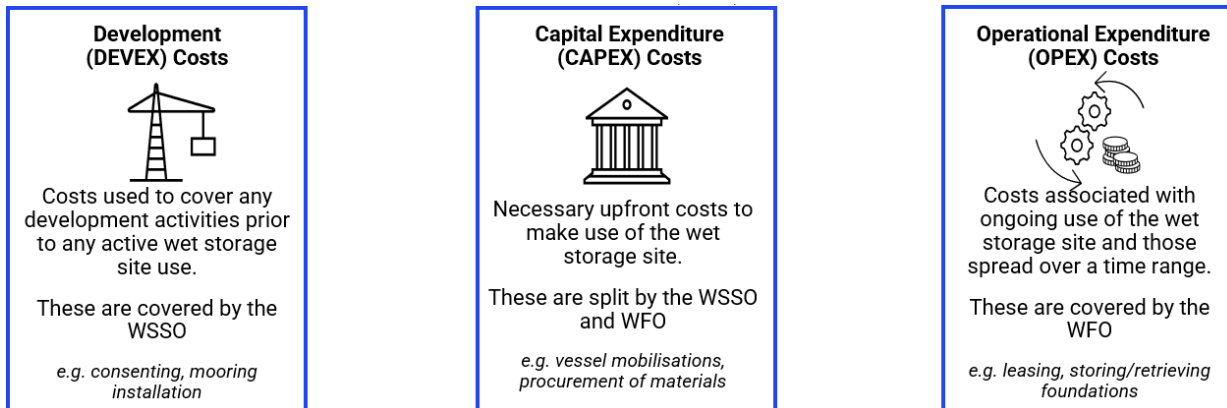 Development
(DEVEX) Costs
Costs used to cover any
development activities prior
to any active wet storage
site use.
These are covered by the
WSSO
e.g. consenting, mooring
installation
Capital Expenditure
(CAPEX) Costs
Necessary upfront costs to
make use of the wet
storage site.
These are split by the WSSO
and WFO
e.g. vessel mobilisations,
procurement of materials
Operational Expenditure
(OPEX) Costs
Costs associated with
ongoing use of the wet
storage site and those
spread over a time range.
These are covered by the
WFO
e.g. leasing, storing/retrieving
foundations